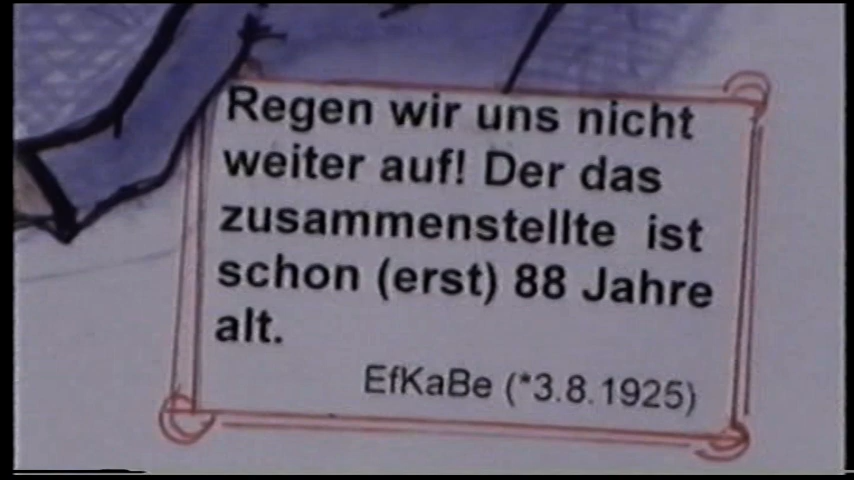 Regen wir uns nicht
weiter auf! Der das
zusammenstellte ist
schon (erst) 88 Jahre
alt.
EfKaBe (*3.8.1925)